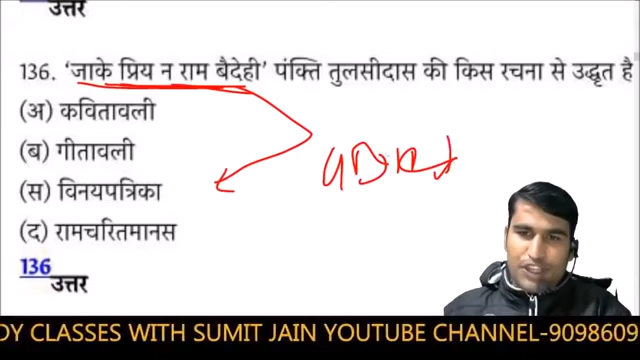 उत्तर
136. 'जाके प्रिय न राम बैदेही' पंक्ति तुलसीदास की किस रचना से उद्धृत है
(अ) कवितावली
(ब) गीतावली
(स) विनयपत्रिका
(द) रामचरितमानस
136
उत्तर
DY CLASSES WITH SUMIT JAIN YOUTUBE CHANNEL-9098609